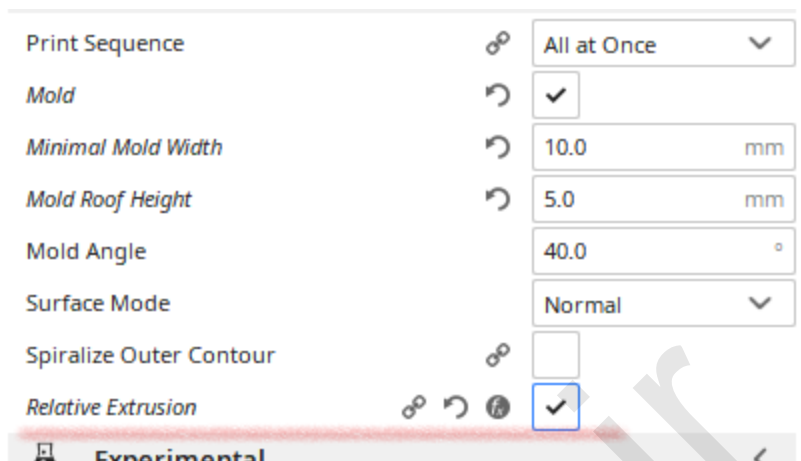 Print Sequence All at Once
Mold
Minimal Mold Width 10.0 mm
Mold Roof Height 5.0 mm
Mold Angle 40.0 °
Surface Mode Normal
Spiralize Outer Contour
Relative Extrusion
Experimental